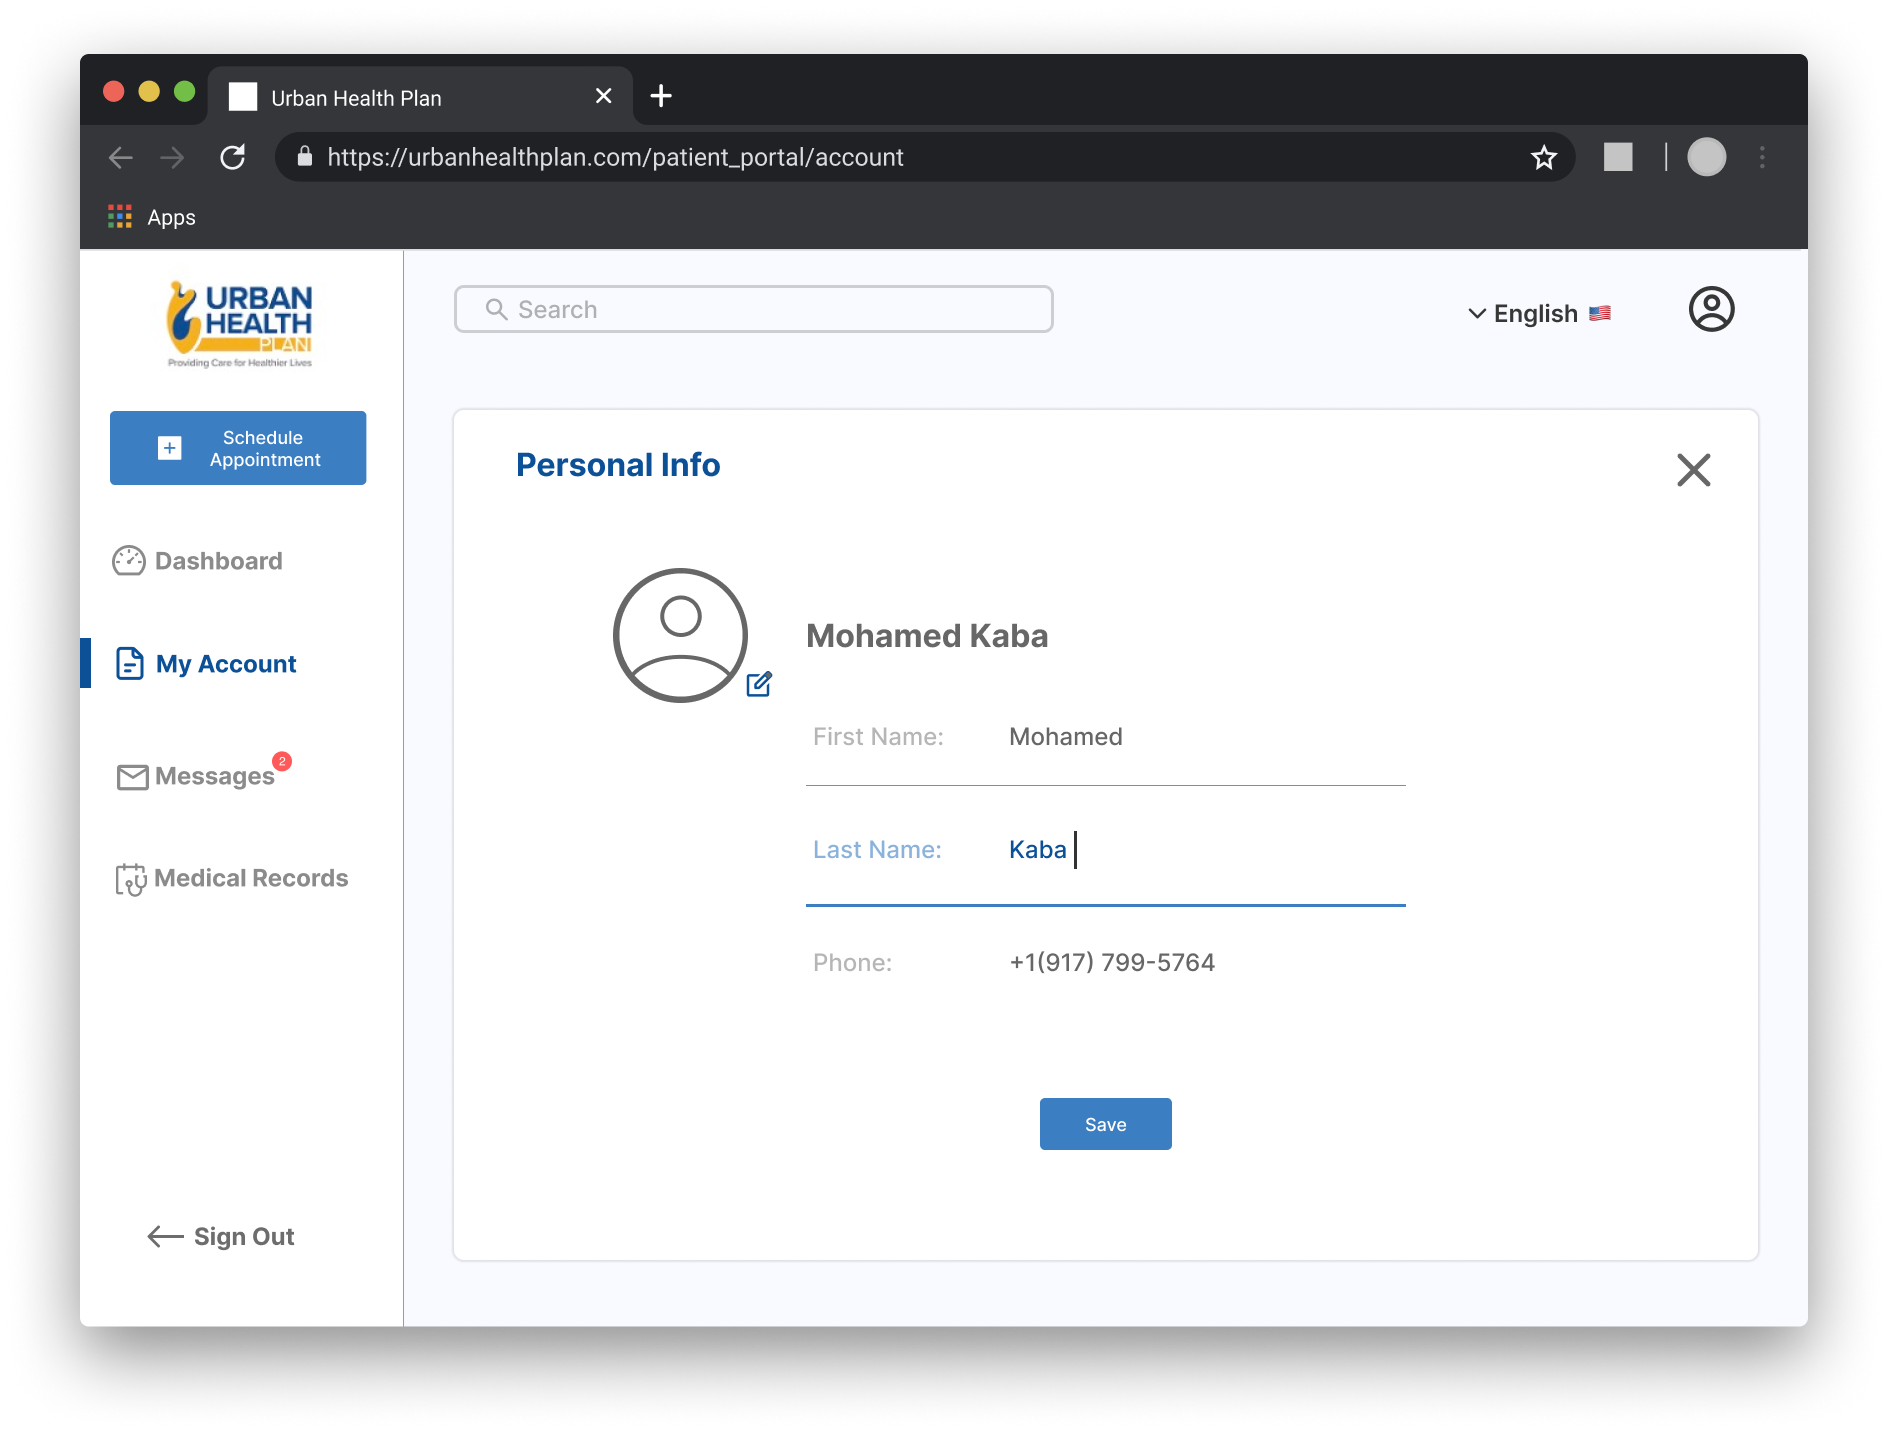 Urban Health Plan
https://urbanhealthplan.com/patient_portal/account
Apps
URBAN
HEALTH
PLAN
Providing Care for Healthier Lives
Search
English
Schedule
Appointment
Personal Info
Dashboard
Mohamed Kaba
My Account
First Name: Mohamed
Messages 2
Last Name: Kaba
Medical Records
Phone: +1(917) 799-5764
Save
Sign Out